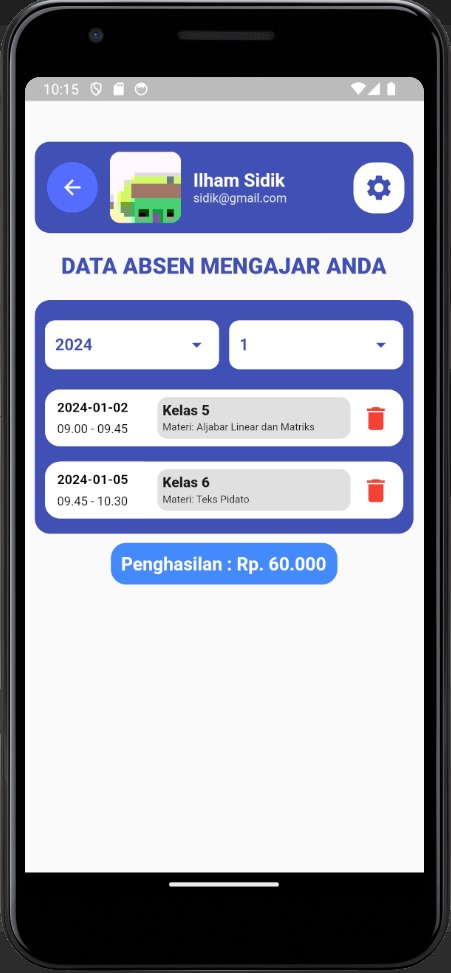 10:15
Ilham Sidik
sidik@gmail.com
DATA ABSEN MENGAJAR ANDA
2024
1
2024-01-02
09.00 - 09.45
Kelas 5
Materi: Aljabar Linear dan Matriks
2024-01-05
09.45 - 10.30
Kelas 6
Materi: Teks Pidato
Penghasilan : Rp. 60.000